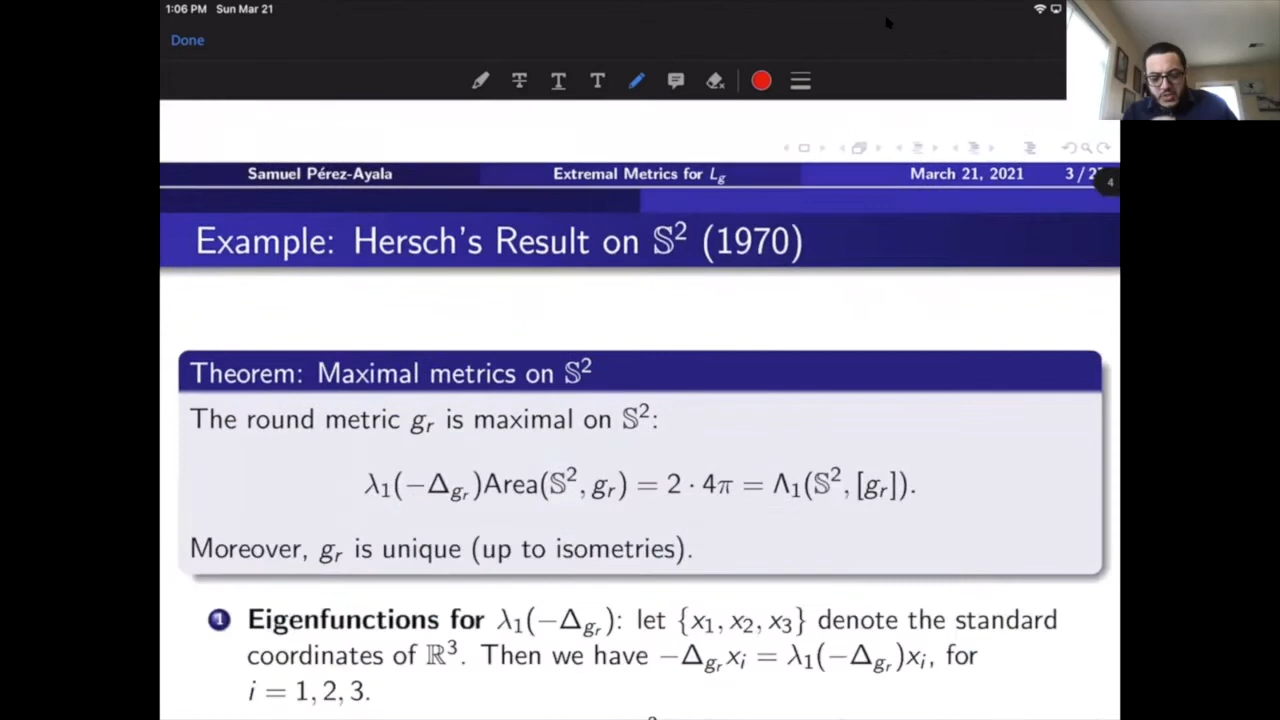 1:06 PM Sun Mar 21
Done
Samuel Pérez-Ayala Extremal Metrics for L_g March 21, 2021 3 / 2
4
Example: Hersch's Result on 𝕊² (1970)
Theorem: Maximal metrics on 𝕊²
The round metric g_r is maximal on 𝕊²:
λ₁(−Δ_{g_r})Area(𝕊², g_r) = 2 · 4π = Λ₁(𝕊², [g_r]).
Moreover, g_r is unique (up to isometries).
1 Eigenfunctions for λ₁(−Δ_{g_r}): let {x₁, x₂, x₃} denote the standard
coordinates of ℝ³. Then we have −Δ_{g_r}x_i = λ₁(−Δ_{g_r})x_i, for
i = 1, 2, 3.